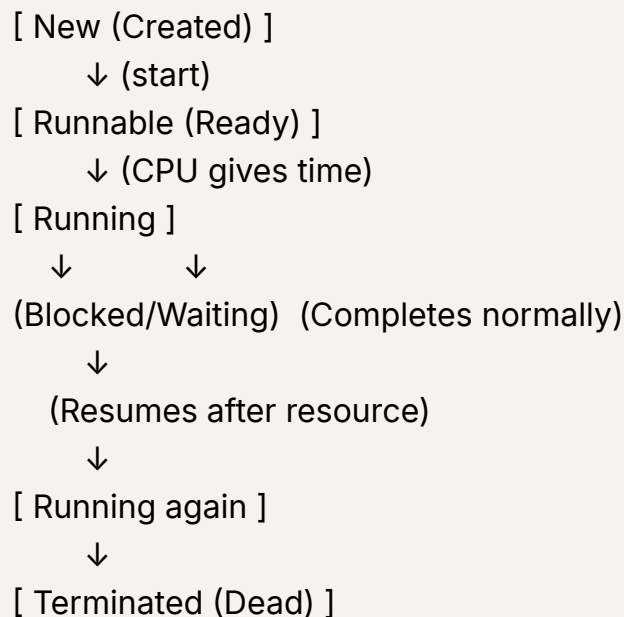 [ New (Created) ]
↓ (start)
[ Runnable (Ready) ]
↓ (CPU gives time)
[ Running ]
↓ ↓
(Blocked/Waiting) (Completes normally)
↓
(Resumes after resource)
↓
[ Running again ]
↓
[ Terminated (Dead) ]